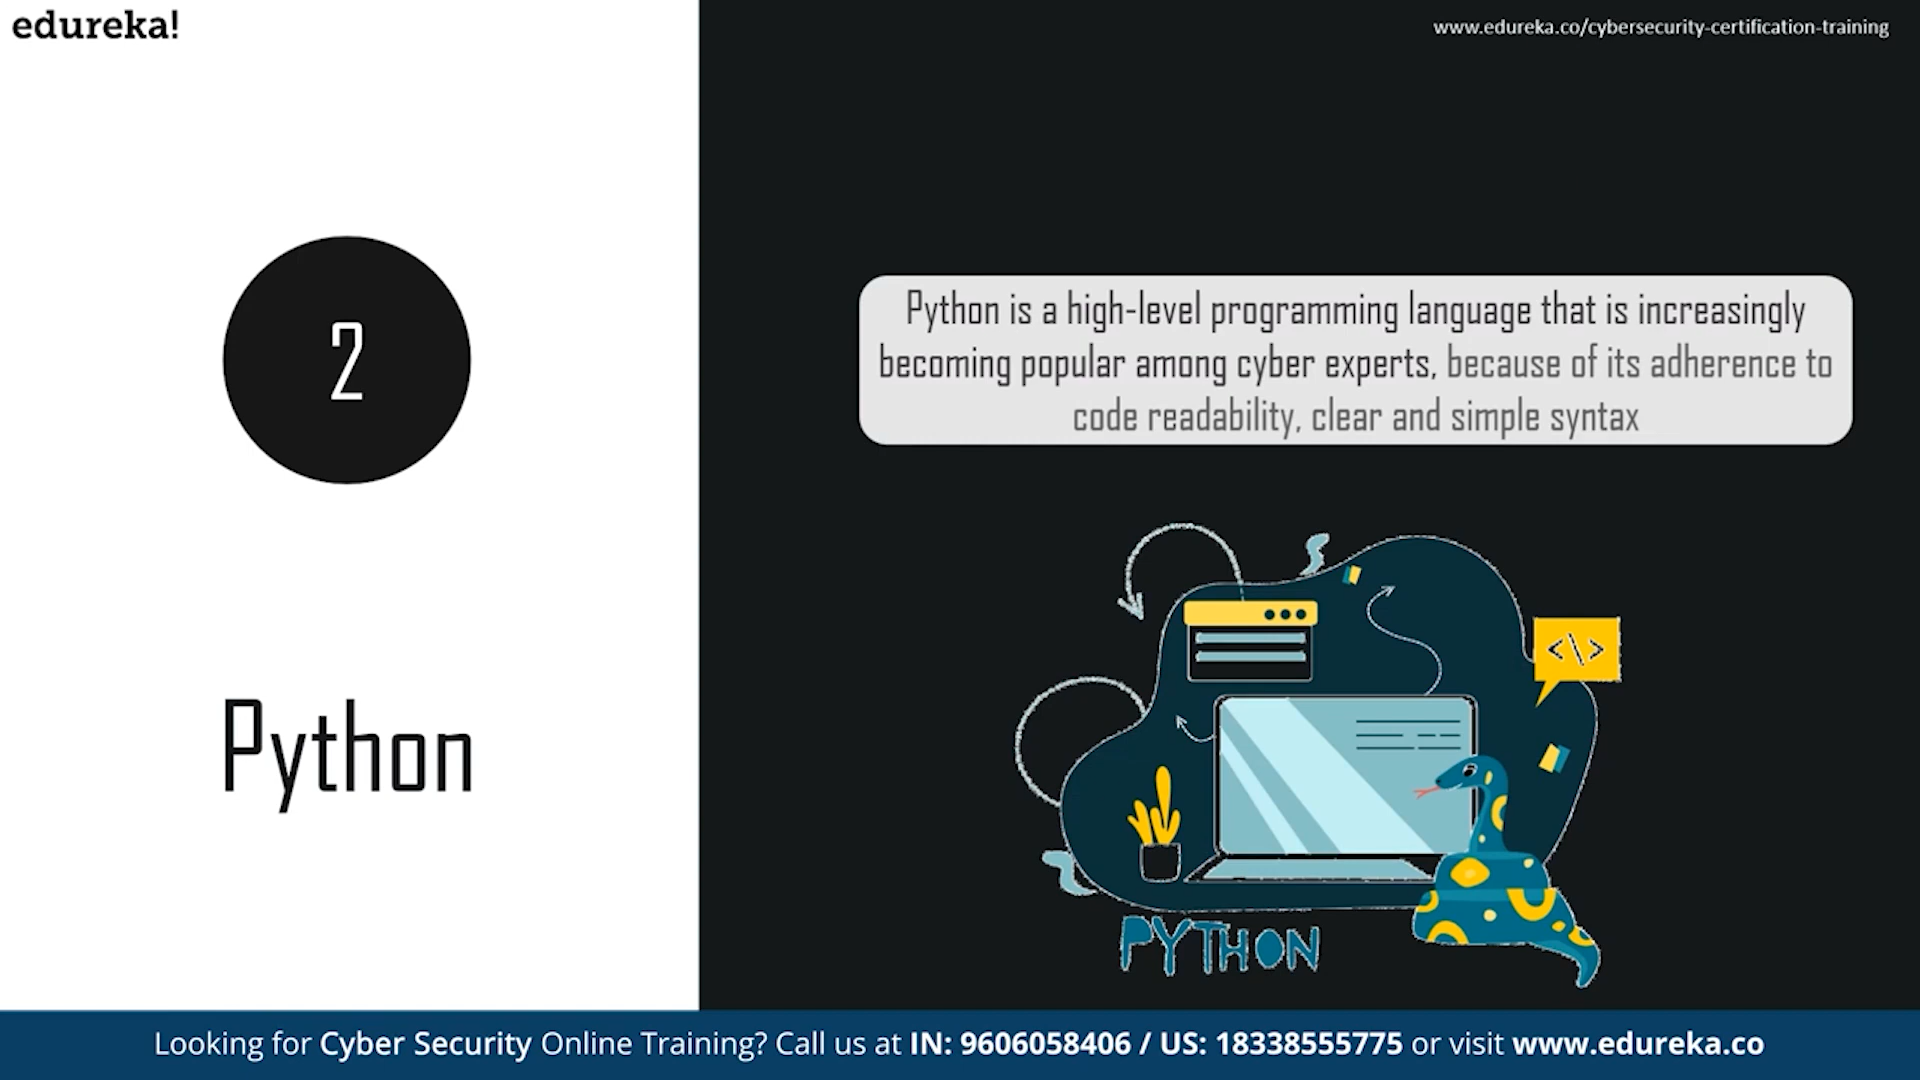 edureka!
www.edureka.co/cybersecurity-certification-training
2
Python
Python is a high-level programming language that is increasingly
becoming popular among cyber experts, because of its adherence to
code readability, clear and simple syntax
<\>
PYTHON
Looking for Cyber Security Online Training? Call us at IN: 9606058406 / US: 18338555775 or visit www.edureka.co